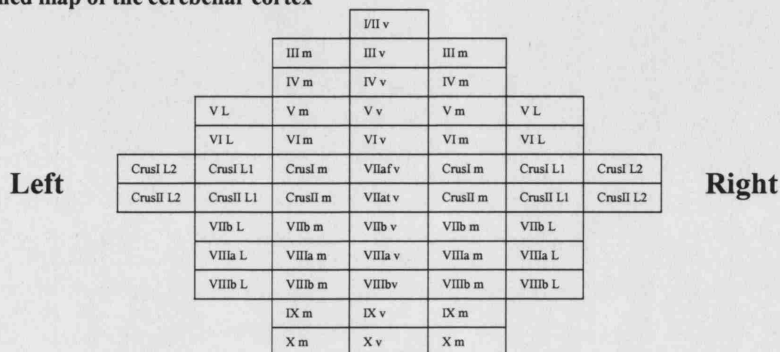 map of the cerebellar cortex
I/II v
III m III v III m
IV m IV v IV m
V L V m V v V m V L
VI L VI m VI v VI m VI L
CrusI L2 CrusI L1 CrusI m VIIaf v CrusI m CrusI L1 CrusI L2
Left Right
CrusII L2 CrusII L1 CrusII m VIIat v CrusII m CrusII L1 CrusII L2
VIIb L VIIb m VIIb v VIIb m VIIb L
VIIIa L VIIIa m VIIIa v VIIIa m VIIIa L
VIIIb L VIIIb m VIIIbv VIIIb m VIIIb L
IX m IX v IX m
X m X v X m